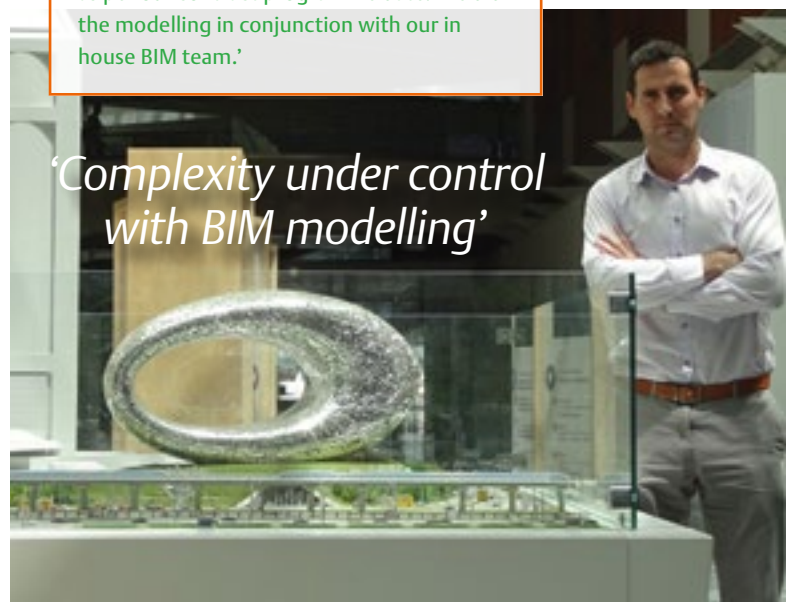 the modelling in conjunction with our in
house BIM team.’
‘Complexity under control
with BIM modelling’